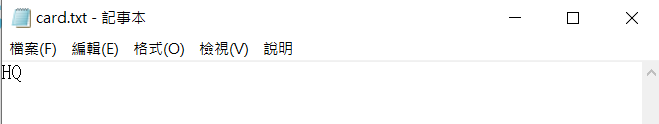 card.txt - 記事本
檔案(F) 編輯(E) 格式(O) 檢視(V) 說明
HQ